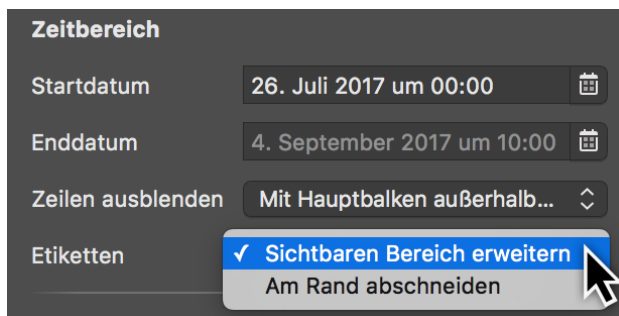 Zeitbereich
Startdatum 26. Juli 2017 um 00:00
Enddatum 4. September 2017 um 10:00
Zeilen ausblenden Mit Hauptbalken außerhalb...
Etiketten ✓ Sichtbaren Bereich erweitern
Am Rand abschneiden